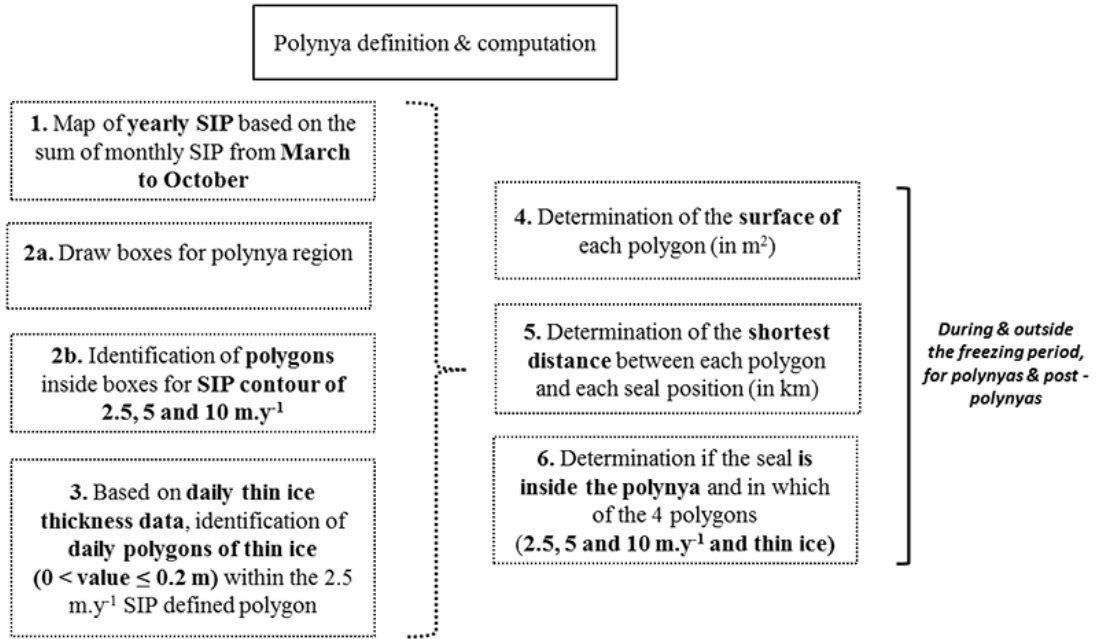 Polynya definition & computation
1. Map of yearly SIP based on the
sum of monthly SIP from March
to October
2a. Draw boxes for polynya region
2b. Identification of polygons
inside boxes for SIP contour of
2.5, 5 and 10 m.y⁻¹
3. Based on daily thin ice
thickness data, identification of
daily polygons of thin ice
(0 < value ≤ 0.2 m) within the 2.5
m.y⁻¹ SIP defined polygon
4. Determination of the surface of
each polygon (in m²)
5. Determination of the shortest
distance between each polygon
and each seal position (in km)
6. Determination if the seal is
inside the polynya and in which
of the 4 polygons
(2.5, 5 and 10 m.y⁻¹ and thin ice)
During & outside
the freezing period,
for polynyas & post -
polynyas